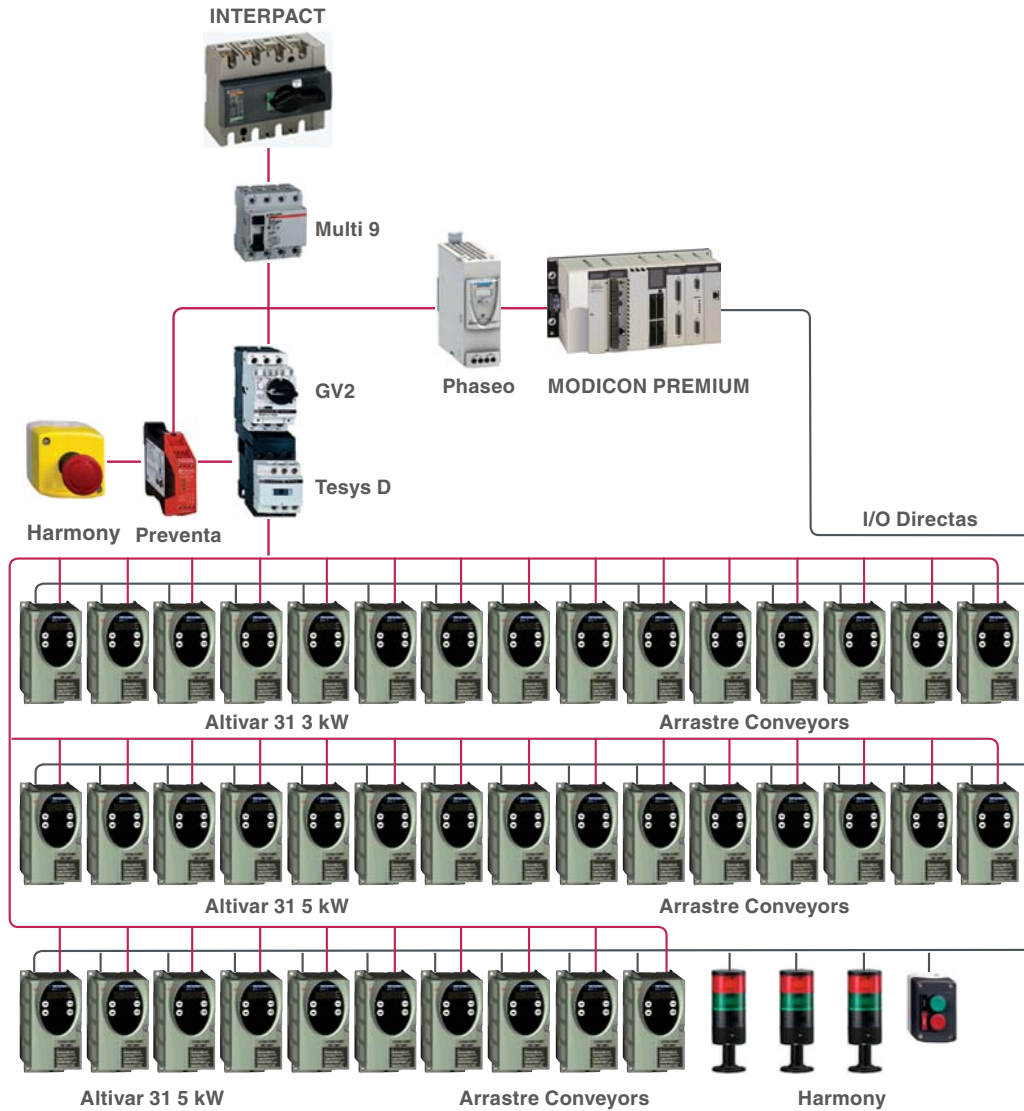 INTERPACT
Multi 9
Phaseo
MODICON PREMIUM
GV2
Tesys D
Harmony
Preventa
I/O Directas
Altivar 31 3 kW
Arrastre Conveyors
Altivar 31 5 kW
Arrastre Conveyors
Altivar 31 5 kW
Arrastre Conveyors
Harmony